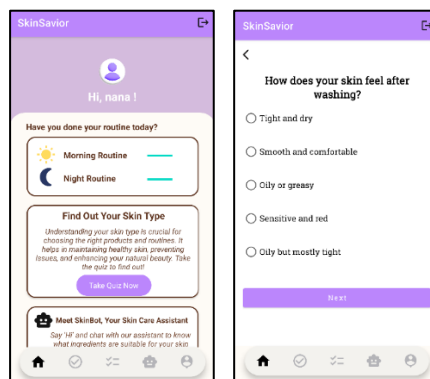 SkinSavior
Hi, nana !
Have you done your routine today?
Morning Routine
Night Routine
Find Out Your Skin Type
Understanding your skin type is crucial for
choosing the right products and routines. It
helps in maintaining healthy skin, preventing
issues, and enhancing your natural beauty. Take
the quiz to find out!
Take Quiz Now
Meet SkinBot, Your Skin Care Assistant
Say 'Hi' and chat with our assistant to know
what ingredients are suitable for your skin
SkinSavior
How does your skin feel after
washing?
Tight and dry
Smooth and comfortable
Oily or greasy
Sensitive and red
Oily but mostly tight
Next